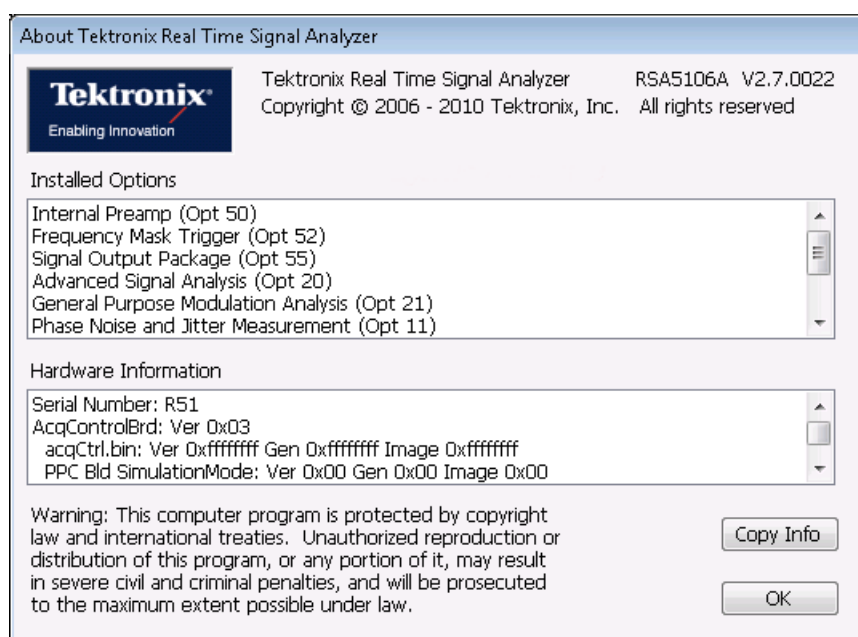 About Tektronix Real Time Signal Analyzer
Tektronix
Enabling Innovation
Tektronix Real Time Signal Analyzer RSA5106A V2.7.0022
Copyright © 2006 - 2010 Tektronix, Inc. All rights reserved
Installed Options
Internal Preamp (Opt 50)
Frequency Mask Trigger (Opt 52)
Signal Output Package (Opt 55)
Advanced Signal Analysis (Opt 20)
General Purpose Modulation Analysis (Opt 21)
Phase Noise and Jitter Measurement (Opt 11)
Hardware Information
Serial Number: R51
AcqControlBrd: Ver 0x03
acqCtrl.bin: Ver 0xffffffff Gen 0xffffffff Image 0xffffffff
PPC Bld SimulationMode: Ver 0x00 Gen 0x00 Image 0x00
Warning: This computer program is protected by copyright
law and international treaties. Unauthorized reproduction or
distribution of this program, or any portion of it, may result
in severe civil and criminal penalties, and will be prosecuted
to the maximum extent possible under law.
Copy Info
OK